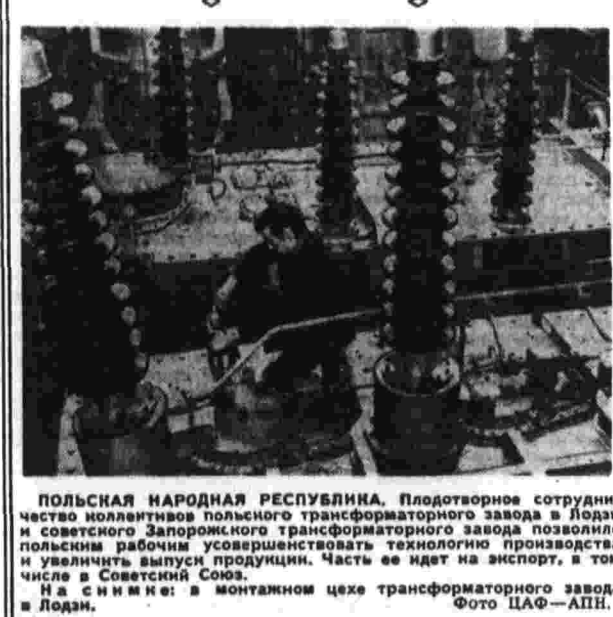 ПОЛЬСКАЯ НАРОДНАЯ РЕСПУБЛИКА. Плодотворное сотрудни
чество коллективов польского трансформаторного завода в Лодзи
и советского Запорожского трансформаторного завода позволило
польским рабочим усовершенствовать технологию производства
и увеличить выпуск продукции. Часть ее идет на экспорт, в том
числе в Советский Союз.
На снимке: в монтажном цехе трансформаторного завода
в Лодзи. Фото ЦАФ—АПН.